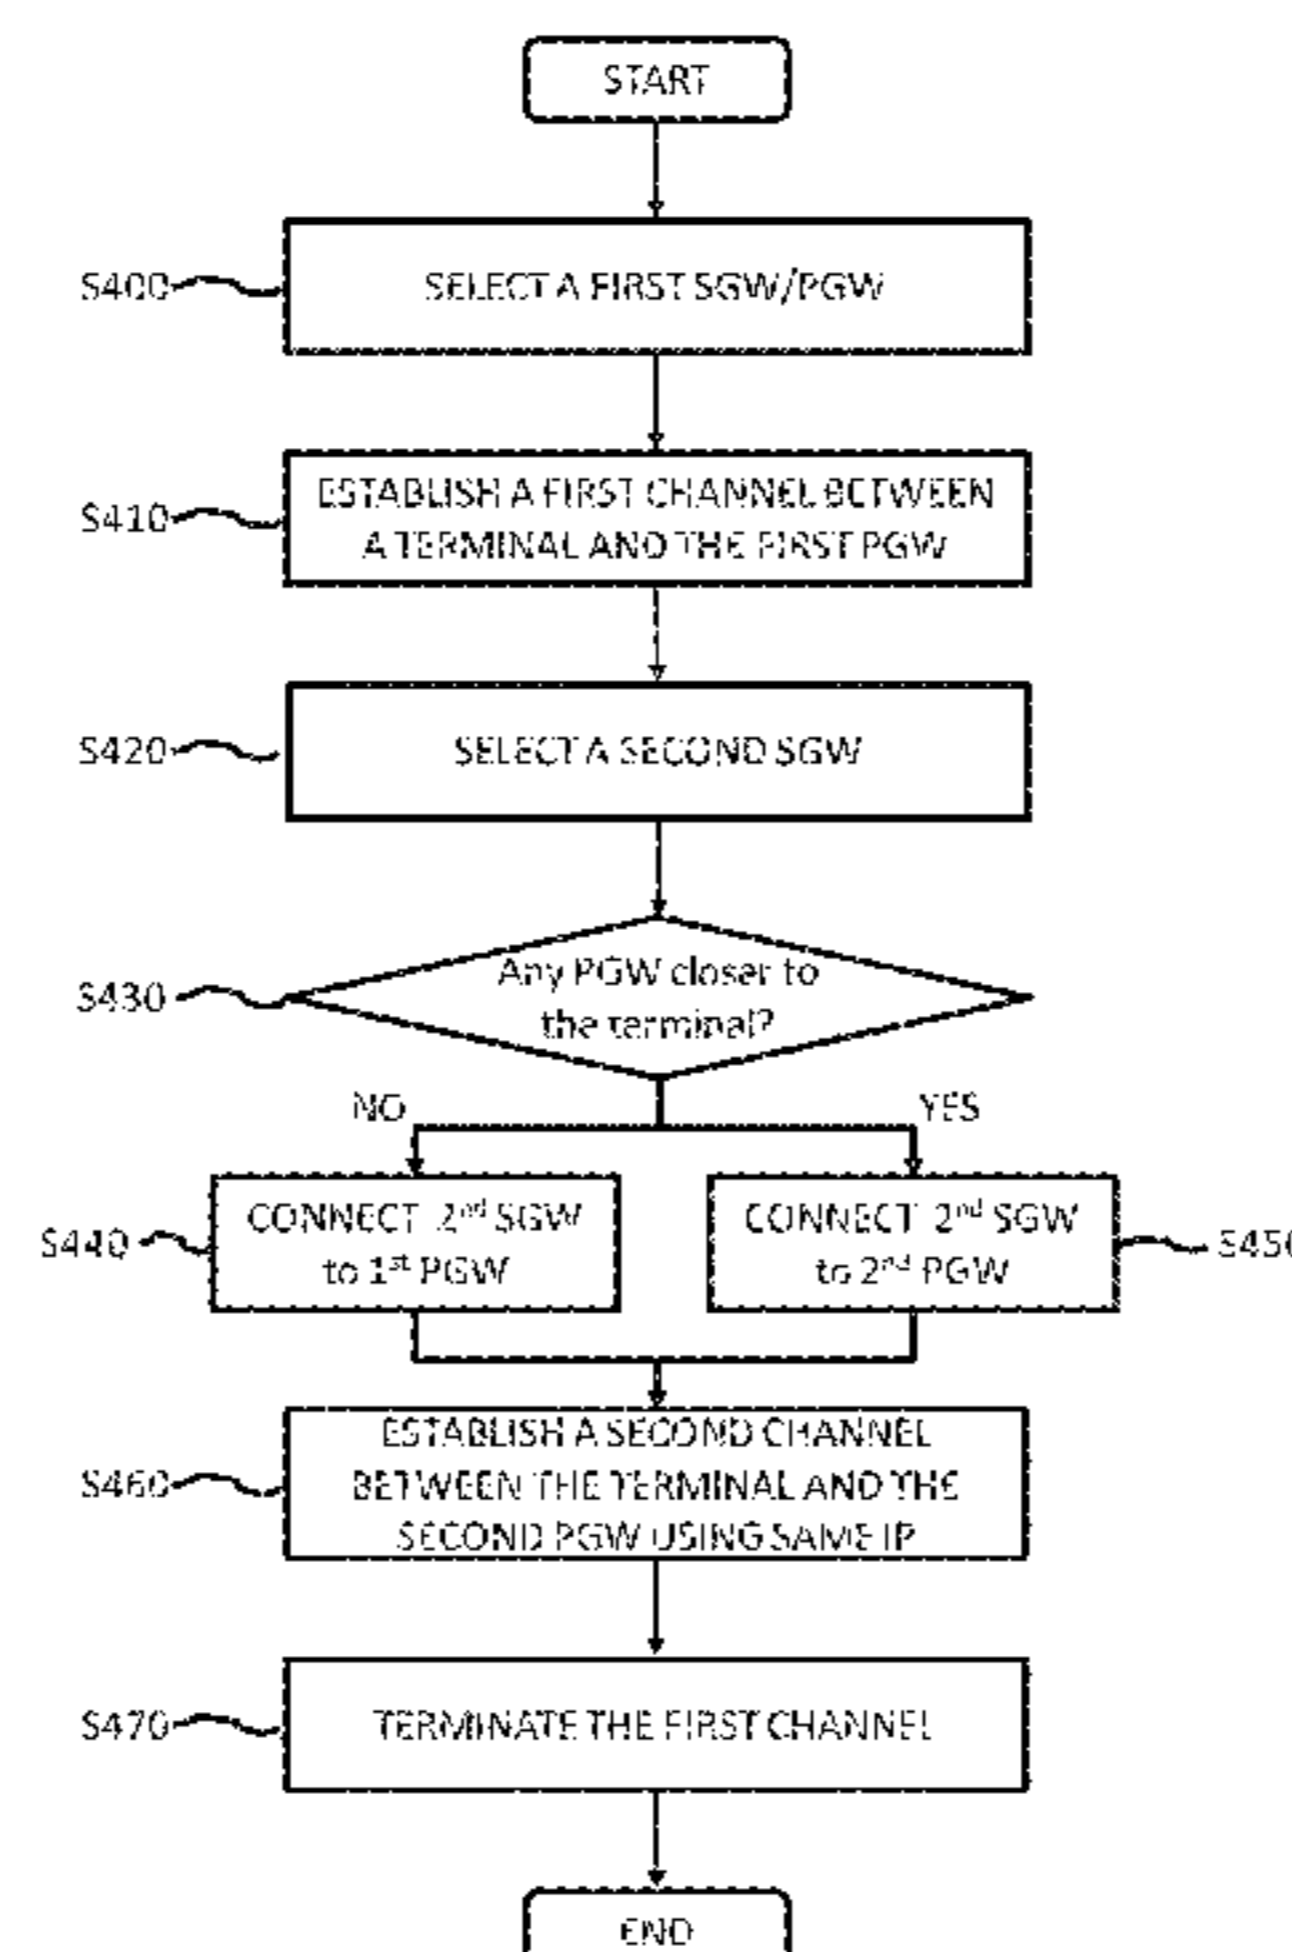 START
S400
SELECT A FIRST SGW/PGW
S410
ESTABLISH A FIRST CHANNEL BETWEEN
A TERMINAL AND THE FIRST PGW
S420
SELECT A SECOND SGW
S430
Any PGW closer to
the terminal?
NO
YES
S440
CONNECT 2nd SGW
to 1st PGW
CONNECT 2nd SGW
to 2nd PGW
S450
S460
ESTABLISH A SECOND CHANNEL
BETWEEN THE TERMINAL AND THE
SECOND PGW USING SAME IP
S470
TERMINATE THE FIRST CHANNEL
END